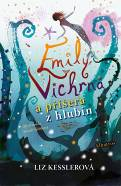 Emily
Vichrná
a příšera
z hlubin
LIZ KESSLEROVÁ